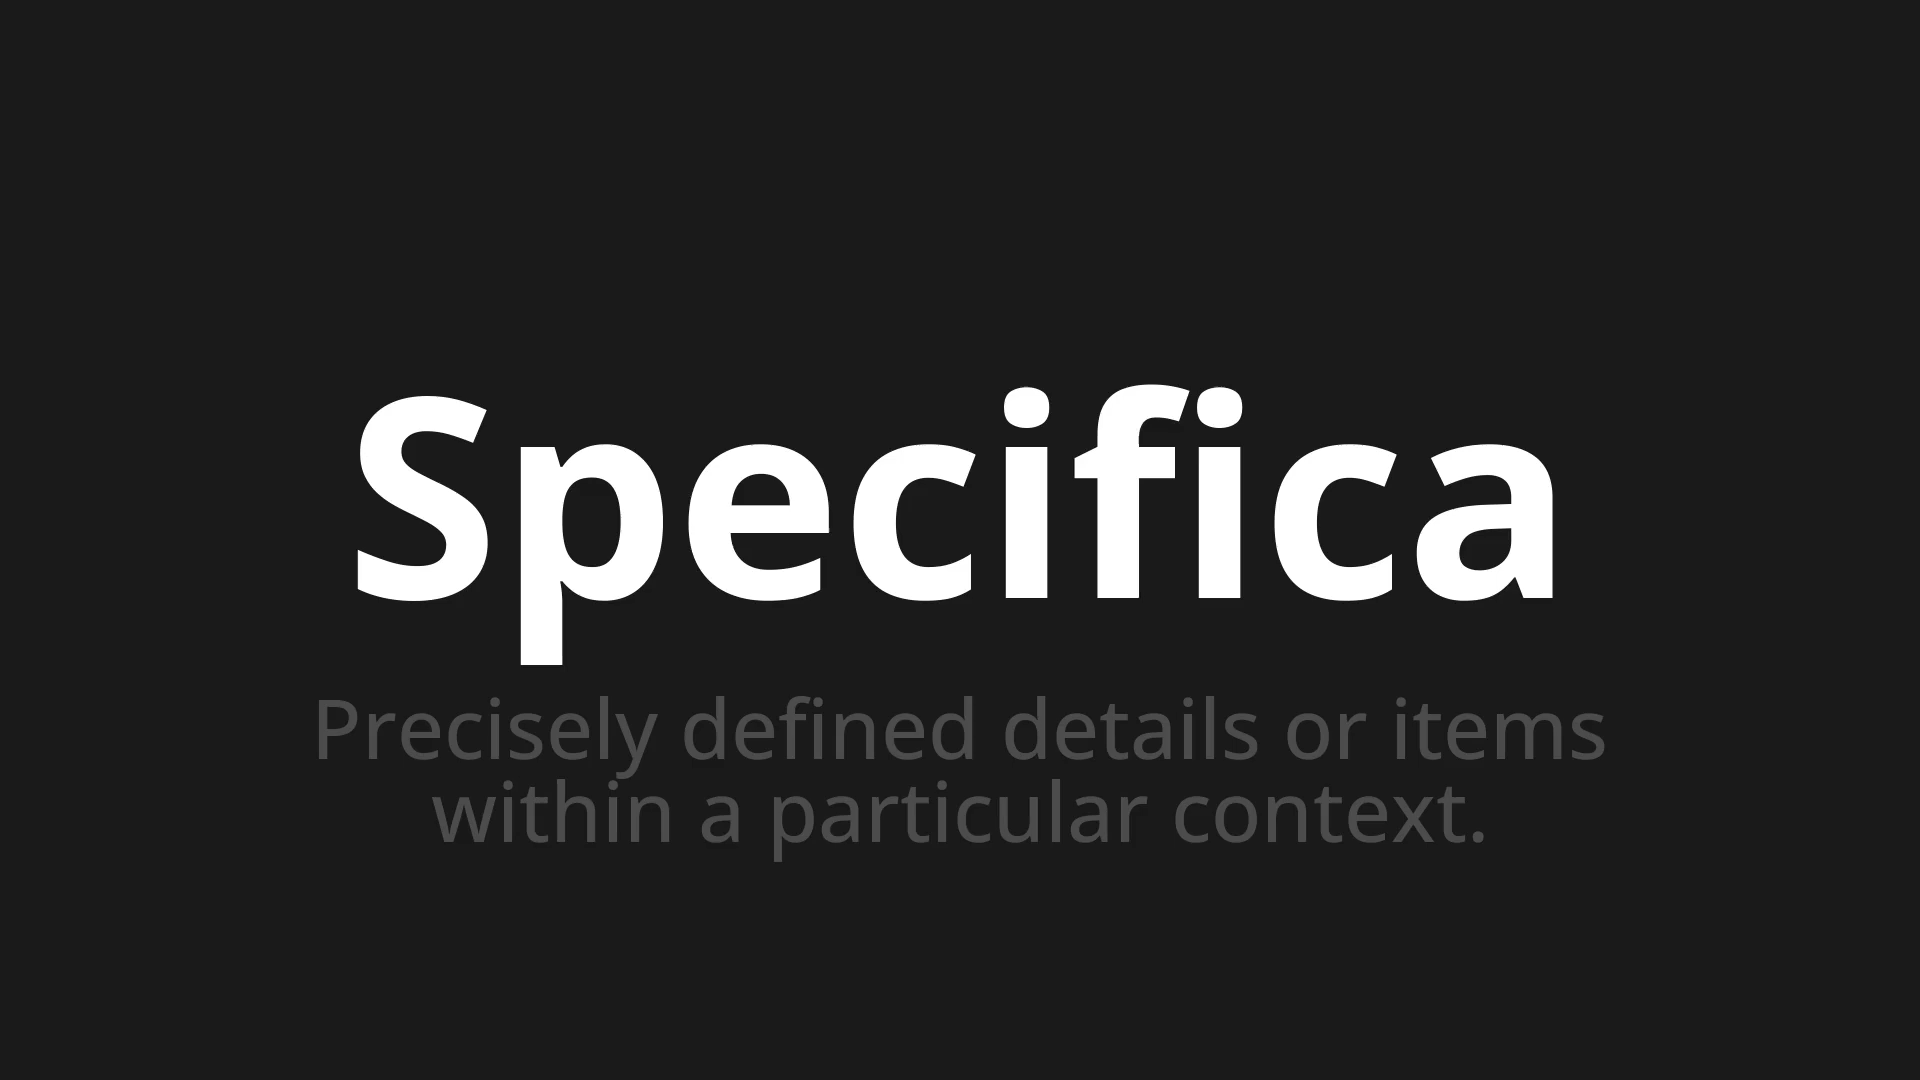 Specifica
Precisely defined details or items
within a particular context.